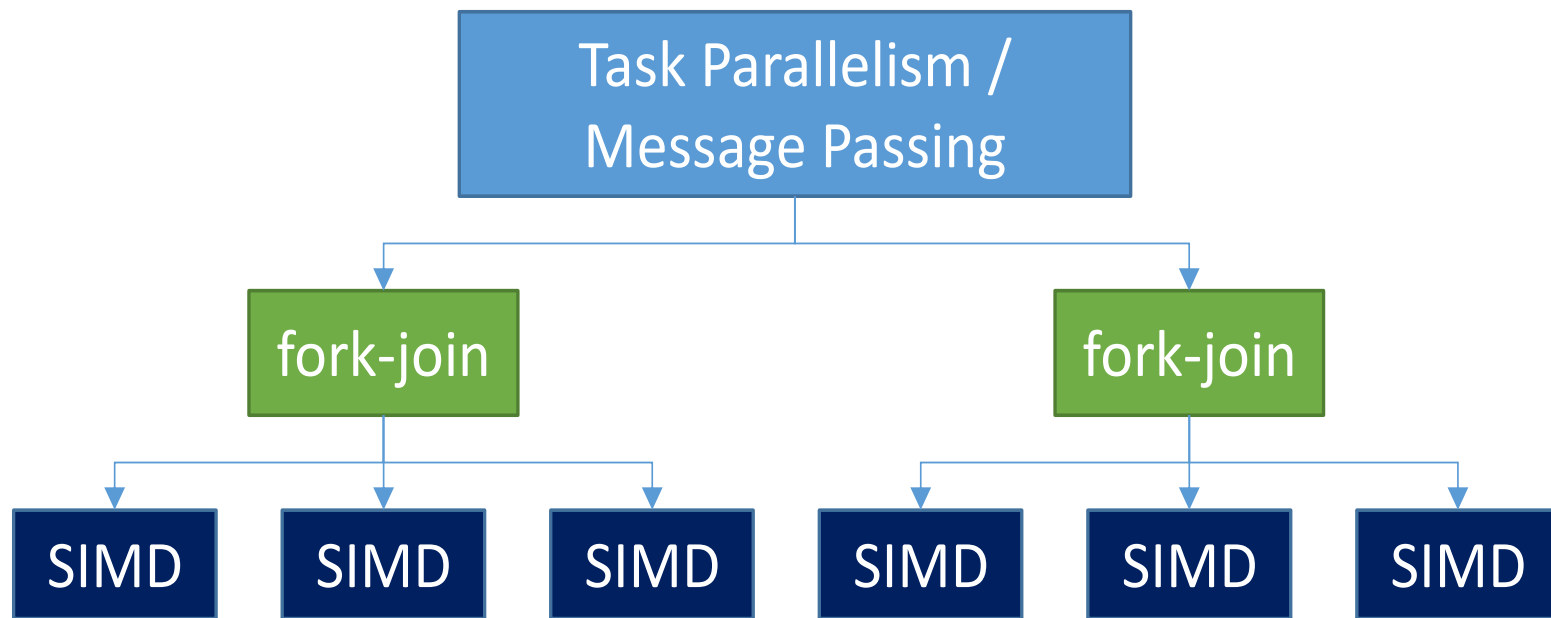 Task Parallelism /
Message Passing
fork-join
fork-join
SIMD
SIMD
SIMD
SIMD
SIMD
SIMD